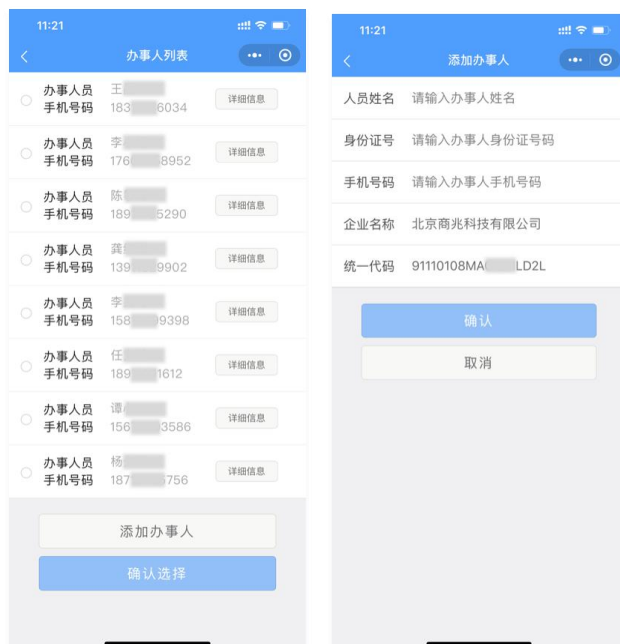 11:21
办事人列表
办事人员 王
手机号码 183 6034
详细信息
办事人员 李
手机号码 176 8952
详细信息
办事人员 陈
手机号码 189 5290
详细信息
办事人员 龚
手机号码 139 9902
详细信息
办事人员 李
手机号码 158 9398
详细信息
办事人员 任
手机号码 189 1612
详细信息
办事人员 谭
手机号码 156 3586
详细信息
办事人员 杨
手机号码 187 756
详细信息
添加办事人
确认选择
11:21
添加办事人
人员姓名 请输入办事人姓名
身份证号 请输入办事人身份证号码
手机号码 请输入办事人手机号码
企业名称 北京商兆科技有限公司
统一代码 91110108MA LD2L
确认
取消